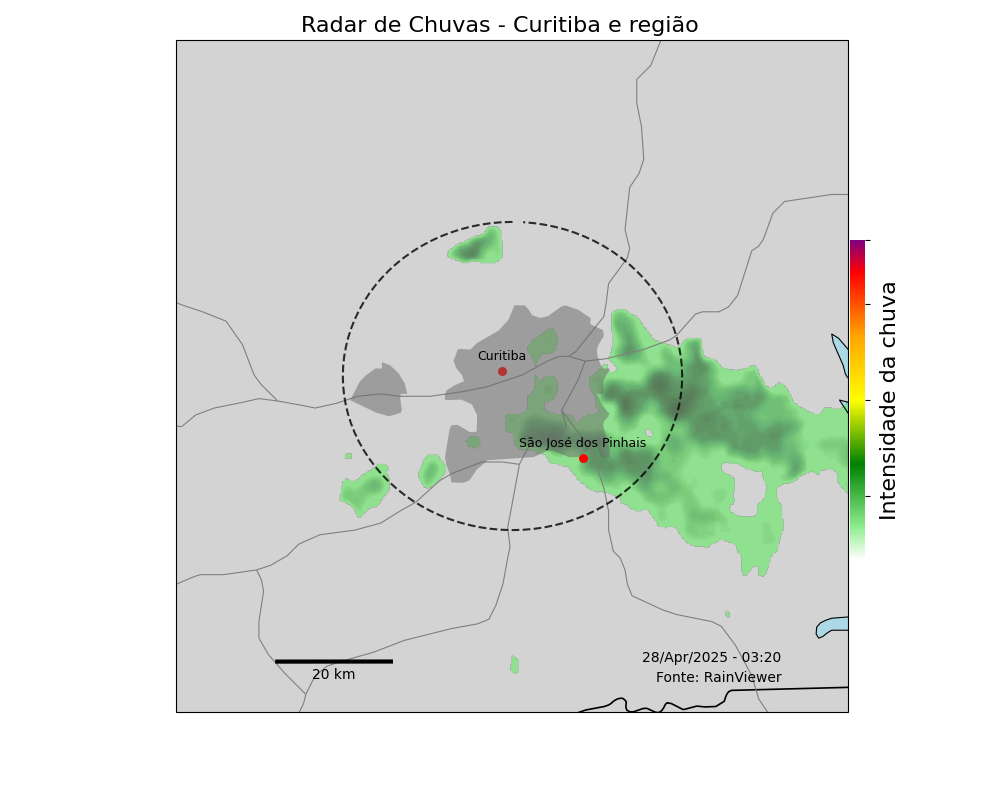 Radar de Chuvas - Curitiba e região
Curitiba
São José dos Pinhais
Intensidade da chuva
28/Apr/2025 - 03:20
20 km
Fonte: RainViewer